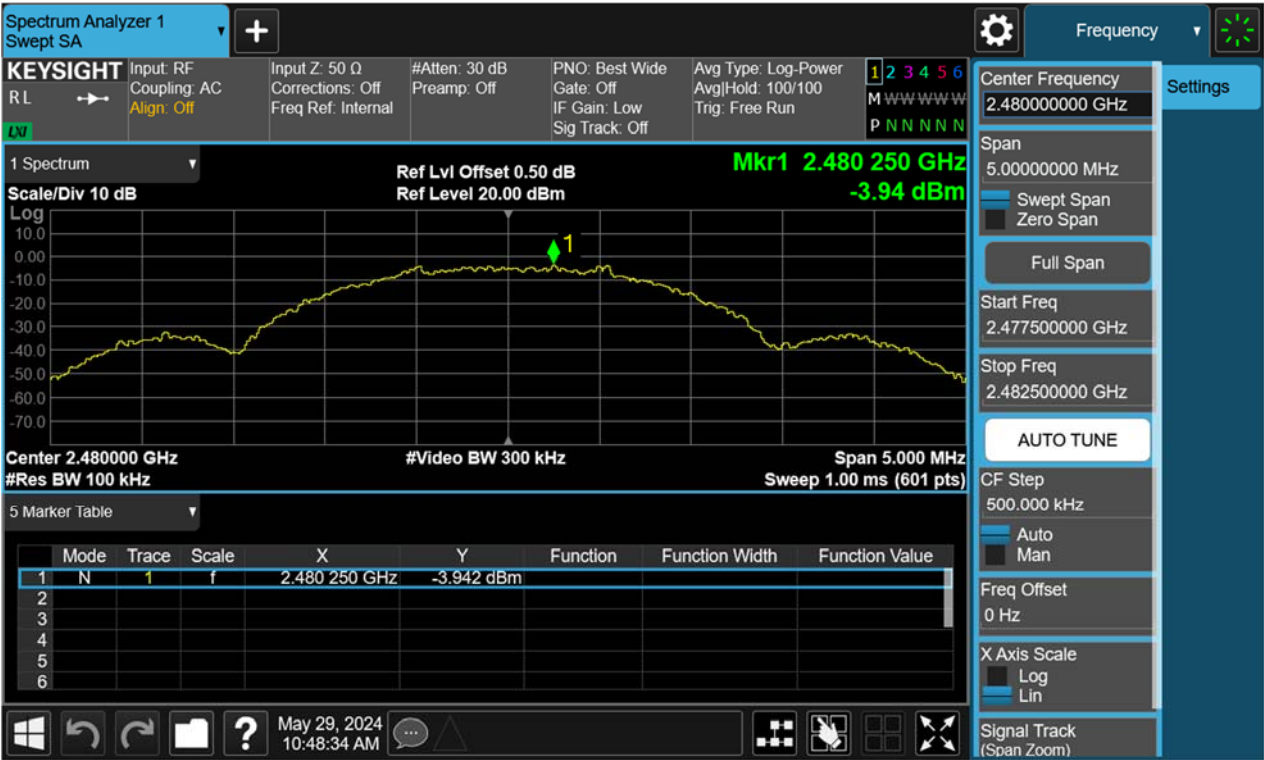 Spectrum Analyzer 1
Swept SA
Frequency
KEYSIGHT
R L
LXI
Input: RF
Coupling: AC
Align: Off
Input Z: 50 Ω
Corrections: Off
Freq Ref: Internal
#Atten: 30 dB
Preamp: Off
PNO: Best Wide
Gate: Off
IF Gain: Low
Sig Track: Off
Avg Type: Log-Power
Avg|Hold: 100/100
Trig: Free Run
1 2 3 4 5 6
M W W W W W
P N N N N N
1 Spectrum
Scale/Div 10 dB
Ref Lvl Offset 0.50 dB
Ref Level 20.00 dBm
Mkr1 2.480 250 GHz
-3.94 dBm
Log
10.0
0.00
-10.0
-20.0
-30.0
-40.0
-50.0
-60.0
-70.0
1
Center 2.480000 GHz
#Res BW 100 kHz
#Video BW 300 kHz
Span 5.000 MHz
Sweep 1.00 ms (601 pts)
5 Marker Table
Mode Trace Scale X Y Function Function Width Function Value
1 N 1 f 2.480 250 GHz -3.942 dBm
2
3
4
5
6
?
May 29, 2024
10:48:34 AM
Center Frequency
2.480000000 GHz
Span
5.00000000 MHz
Swept Span
Zero Span
Full Span
Start Freq
2.477500000 GHz
Stop Freq
2.482500000 GHz
AUTO TUNE
CF Step
500.000 kHz
Auto
Man
Freq Offset
0 Hz
X Axis Scale
Log
Lin
Signal Track
(Span Zoom)
Settings